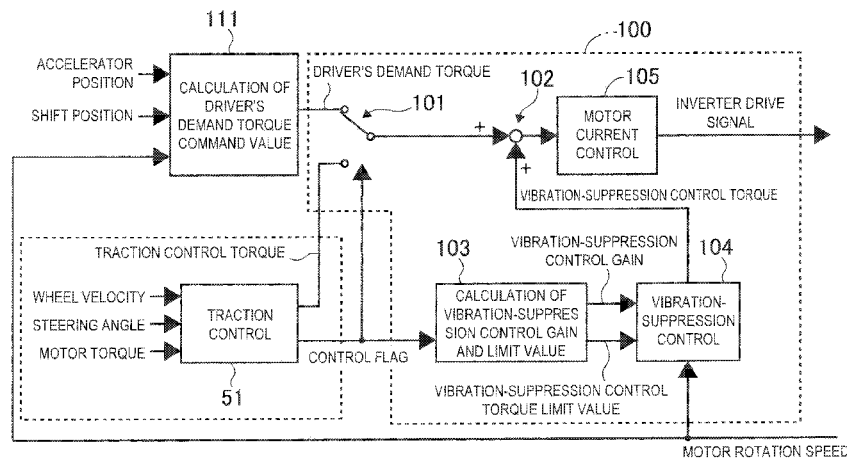 111
100
ACCELERATOR
POSITION
SHIFT POSITION
CALCULATION OF
DRIVER'S
DEMAND TORQUE
COMMAND VALUE
DRIVER'S DEMAND TORQUE
101
102
105
MOTOR
CURRENT
CONTROL
INVERTER DRIVE
SIGNAL
+
+
VIBRATION-SUPPRESSION CONTROL TORQUE
TRACTION CONTROL TORQUE
WHEEL VELOCITY
STEERING ANGLE
MOTOR TORQUE
TRACTION
CONTROL
51
CONTROL FLAG
103
CALCULATION OF
VIBRATION-SUPPRES
SION CONTROL GAIN
AND LIMIT VALUE
VIBRATION-SUPPRESSION
CONTROL GAIN
104
VIBRATION-
SUPPRESSION
CONTROL
VIBRATION-SUPPRESSION CONTROL
TORQUE LIMIT VALUE
MOTOR ROTATION SPEED